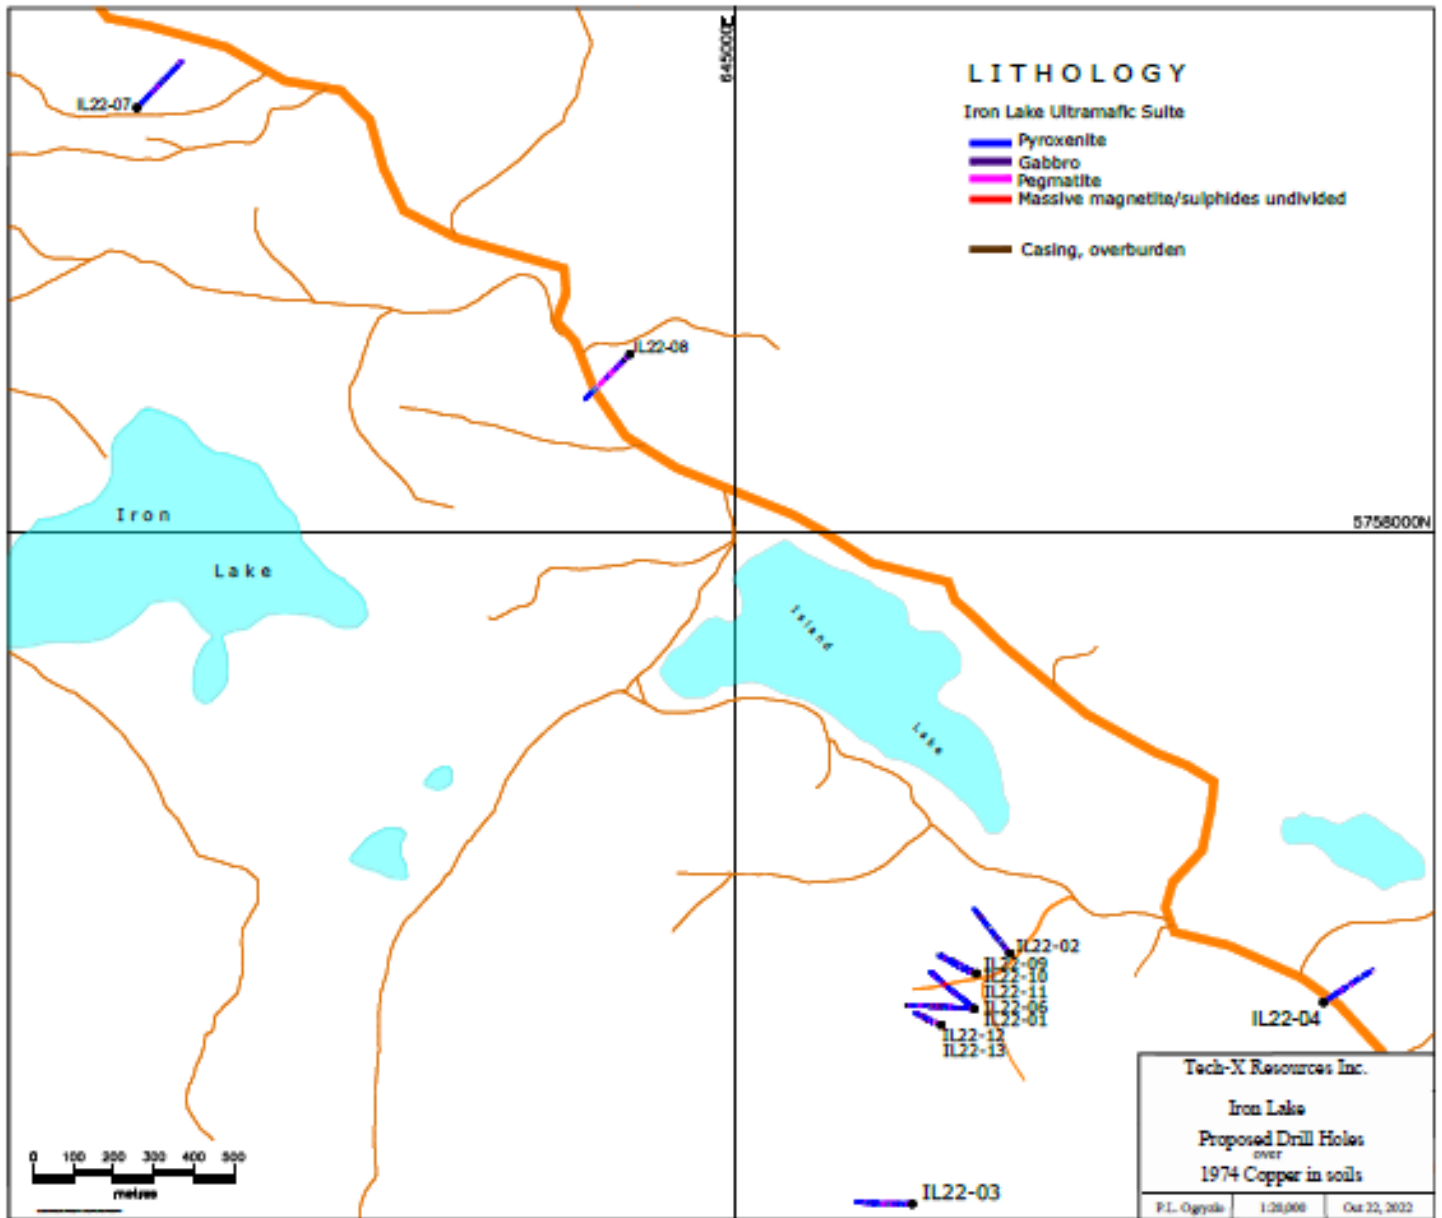 645000E
LITHOLOGY
Iron Lake Ultramafic Suite
Pyroxenite
Gabbro
Pegmatite
Massive magnetite/sulphides undivided
Casing, overburden
IL22-07
IL22-08
5758000N
Iron
Lake
Island
Lake
IL22-02
IL22-09
IL22-10
IL22-11
IL22-06
IL22-01
IL22-12
IL22-13
IL22-04
IL22-03
0 100 200 300 400 500
metres
Tech-X Resources Inc.
Iron Lake
Proposed Drill Holes
over
1974 Copper in soils
P.L. 1:20,000 Oct 22, 2022